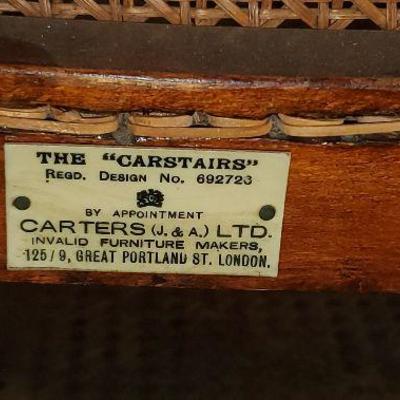 THE "CARSTAIRS"
REGD. DESIGN No. 692723
BY APPOINTMENT
CARTERS (J. & A.) LTD.
INVALID FURNITURE MAKERS,
125/9, GREAT PORTLAND ST. LONDON.